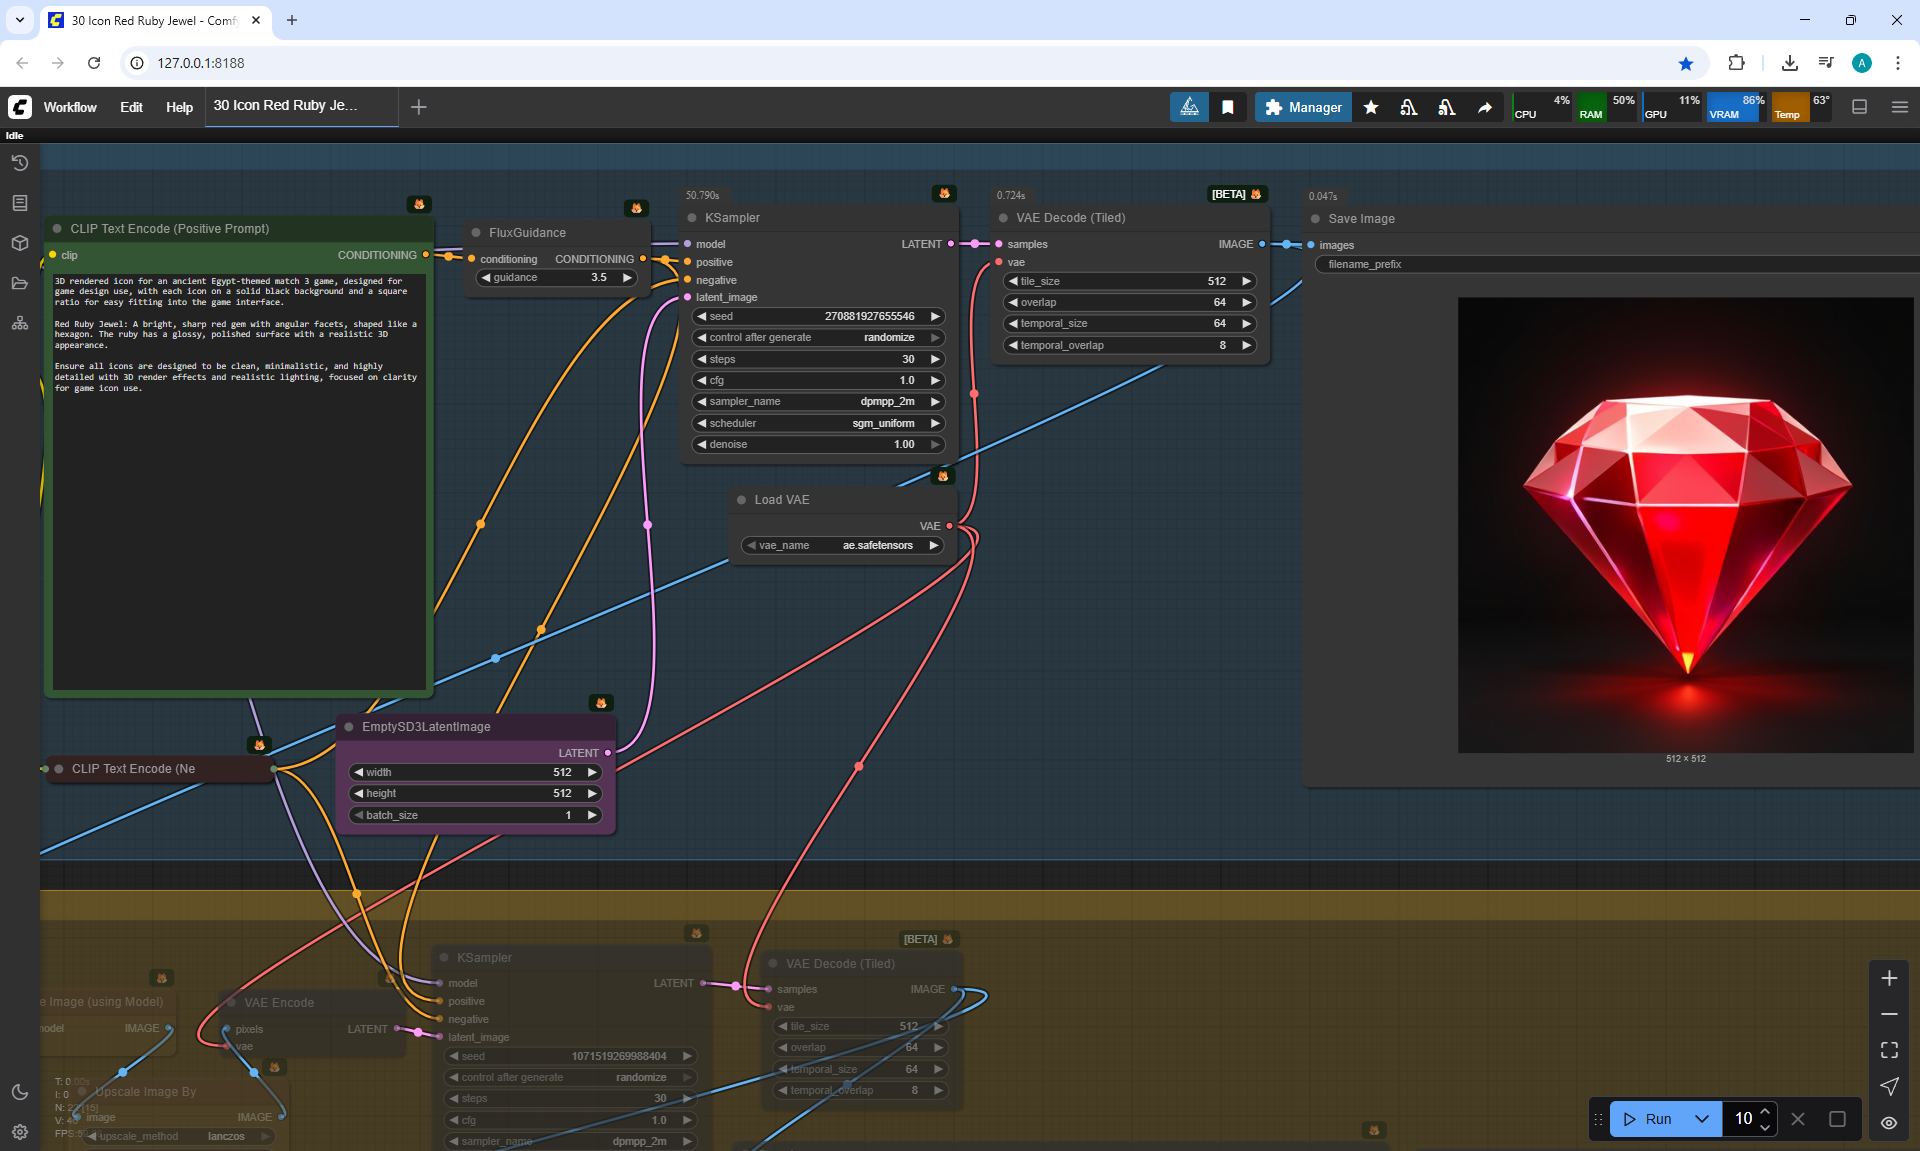 30 Icon Red Ruby Jewel - Comf
127.0.0.1:8188
A
Workflow
Edit
Help
30 Icon Red Ruby Je...
Manager
CPU
4%
RAM
50%
GPU
11%
VRAM
86%
Temp
63°
Idle
CLIP Text Encode (Positive Prompt)
clip
CONDITIONING
3D rendered icon for an ancient Egypt-themed match 3 game, designed for
game design use, with each icon on a solid black background and a square
ratio for easy fitting into the game interface.
Red Ruby Jewel: A bright, sharp red gem with angular facets, shaped like a
hexagon. The ruby has a glossy, polished surface with a realistic 3D
appearance.
Ensure all icons are designed to be clean, minimalistic, and highly
detailed with 3D render effects and realistic lighting, focused on clarity
for game icon use.
FluxGuidance
conditioning
CONDITIONING
guidance
3.5
50.790s
KSampler
model
LATENT
positive
negative
latent_image
seed
270881927655546
control after generate
randomize
steps
30
cfg
1.0
sampler_name
dpmpp_2m
scheduler
sgm_uniform
denoise
1.00
0.724s
[BETA]
VAE Decode (Tiled)
samples
IMAGE
vae
tile_size
512
overlap
64
temporal_size
64
temporal_overlap
8
0.047s
Save Image
images
filename_prefix
512 × 512
Load VAE
VAE
vae_name
ae.safetensors
EmptySD3LatentImage
LATENT
width
512
height
512
batch_size
1
CLIP Text Encode (Ne
KSampler
model
LATENT
positive
negative
latent_image
seed
1071519269988404
control after generate
randomize
steps
30
cfg
1.0
sampler_name
dpmpp_2m
[BETA]
VAE Decode (Tiled)
samples
IMAGE
vae
tile_size
512
overlap
64
temporal_size
64
temporal_overlap
8
e Image (using Model)
odel
IMAGE
VAE Encode
pixels
LATENT
vae
Upscale Image By
image
IMAGE
upscale_method
lanczos
I: 0
Run
10